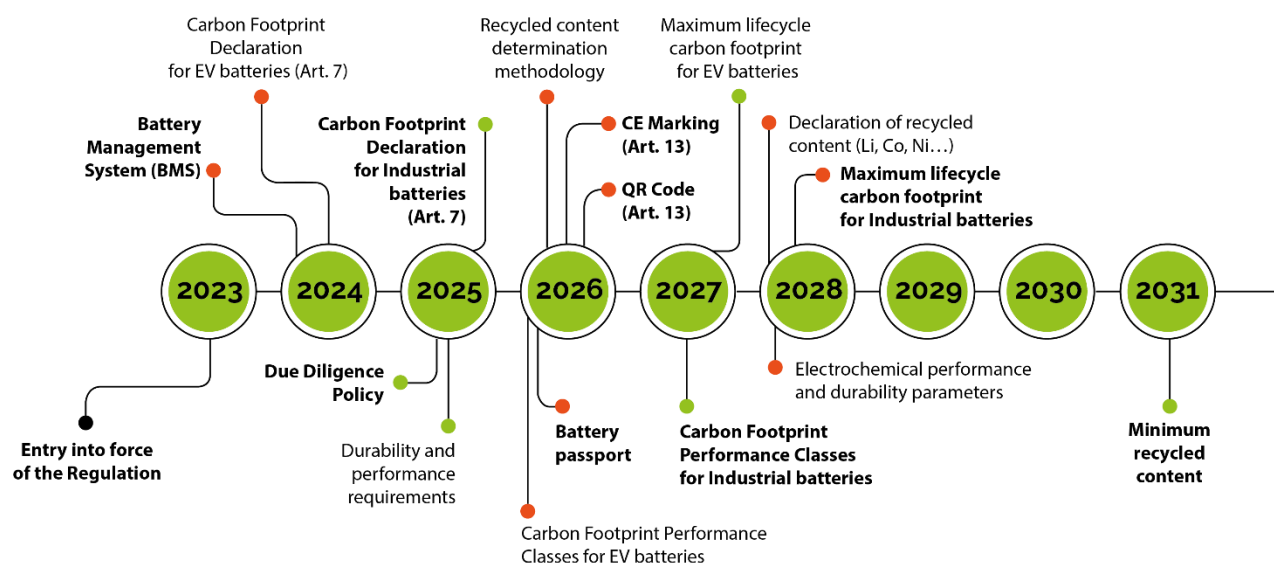 Carbon Footprint
Declaration
for EV batteries (Art. 7)
Recycled content
determination
methodology
Maximum lifecycle
carbon footprint
for EV batteries
Battery
Management
System (BMS)
Carbon Footprint
Declaration
for Industrial
batteries
(Art. 7)
CE Marking
(Art. 13)
QR Code
(Art. 13)
Declaration of recycled
content (Li, Co, Ni...)
Maximum lifecycle
carbon footprint
for Industrial batteries
2023 2024 2025 2026 2027 2028 2029 2030 2031
Entry into force
of the Regulation
Due Diligence
Policy
Durability and
performance
requirements
Battery
passport
Carbon Footprint Performance
Classes for EV batteries
Carbon Footprint
Performance Classes
for Industrial batteries
Electrochemical performance
and durability parameters
Minimum
recycled
content